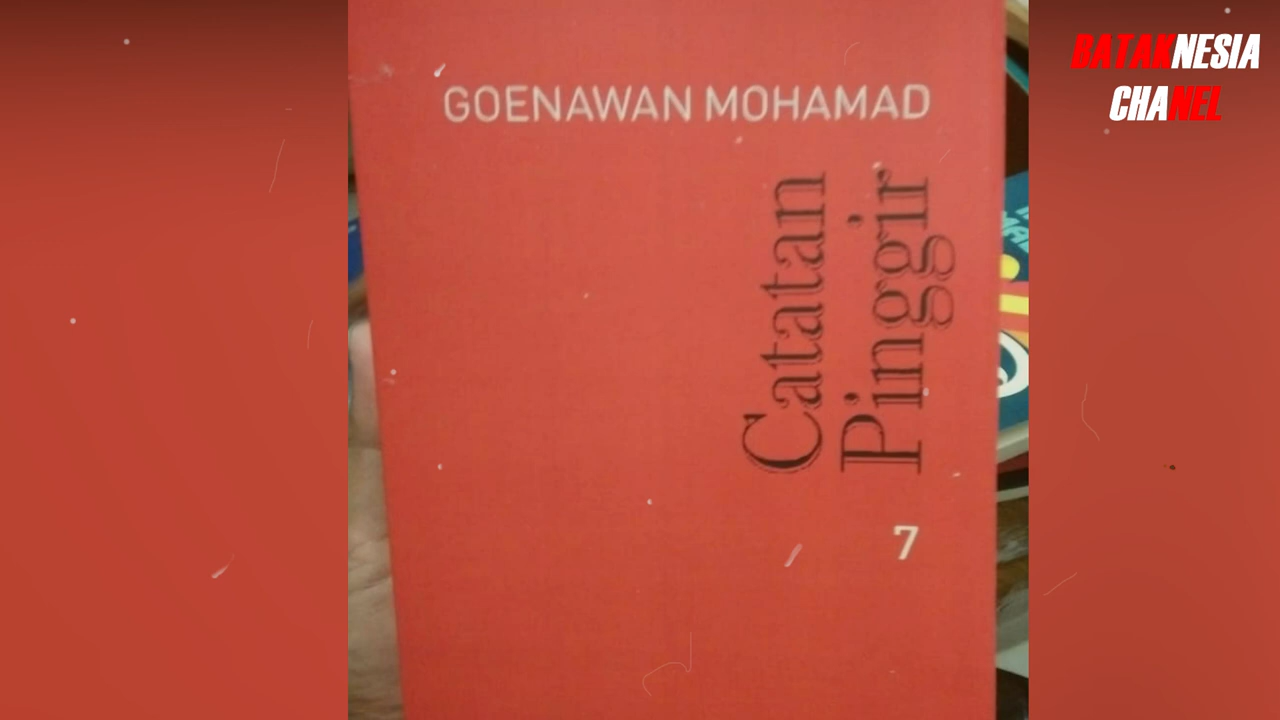 GOENAWAN MOHAMAD
Catatan
Pinggir
7
BATAKNESIA
CHANEL